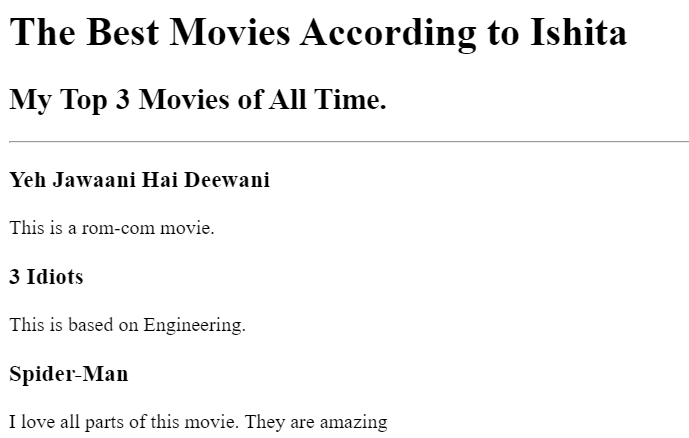 The Best Movies According to Ishita
My Top 3 Movies of All Time.
Yeh Jawaani Hai Deewani
This is a rom-com movie.
3 Idiots
This is based on Engineering.
Spider-Man
I love all parts of this movie. They are amazing